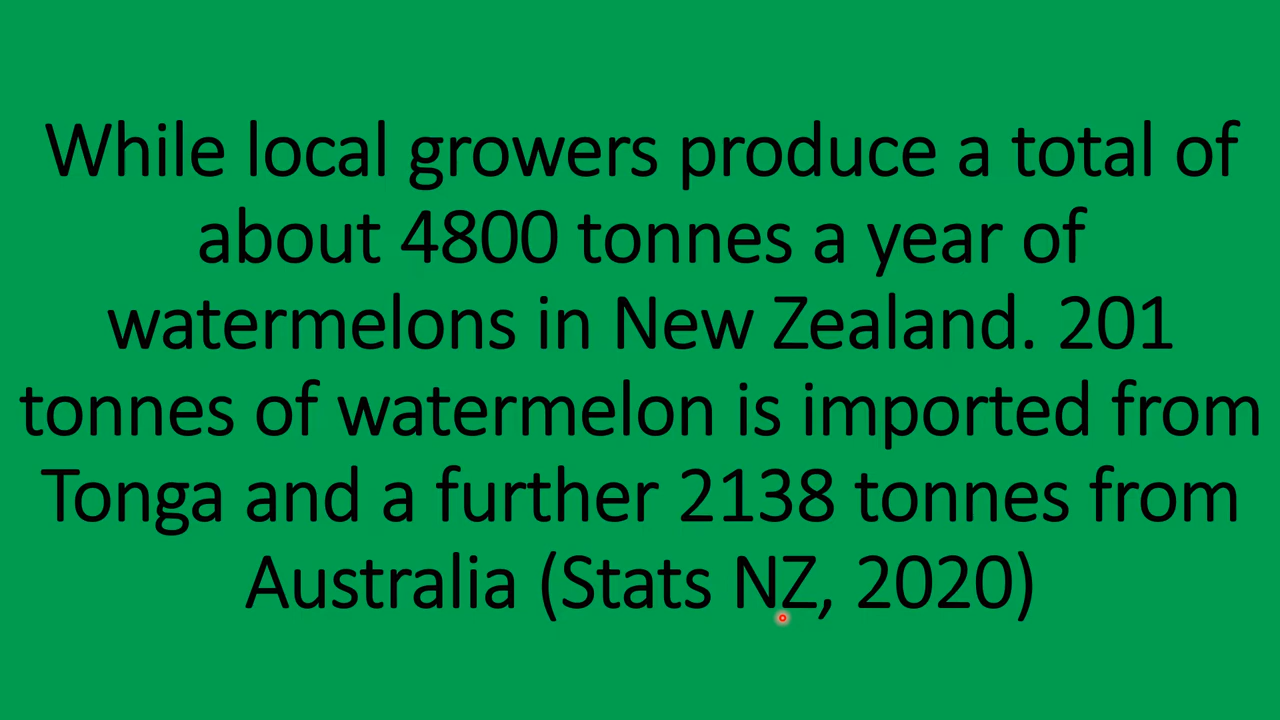 While local growers produce a total of
about 4800 tonnes a year of
watermelons in New Zealand. 201
tonnes of watermelon is imported from
Tonga and a further 2138 tonnes from
Australia (Stats NZ, 2020)